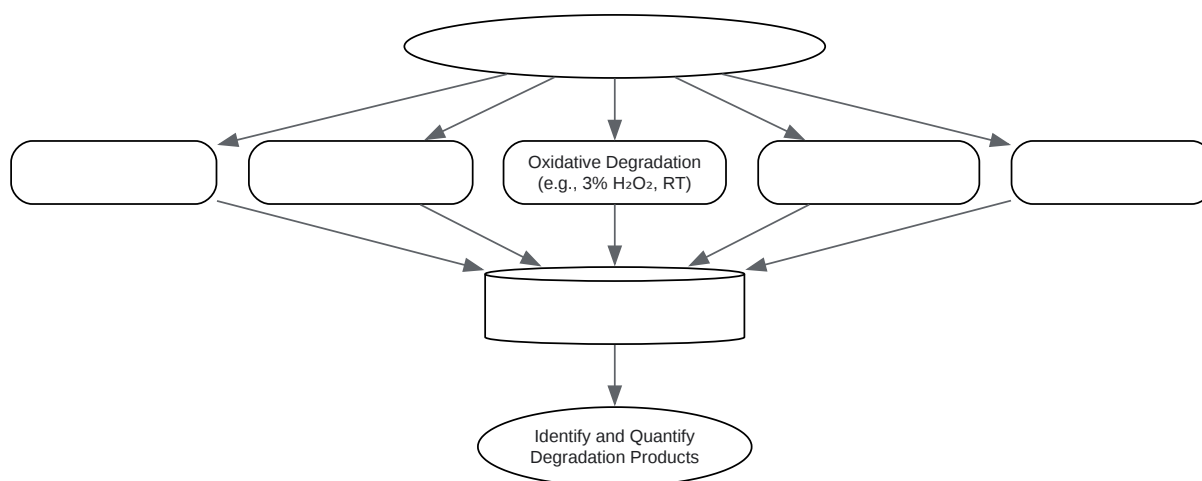 Oxidative Degradation
(e.g., 3% H₂O₂, RT)
Identify and Quantify
Degradation Products